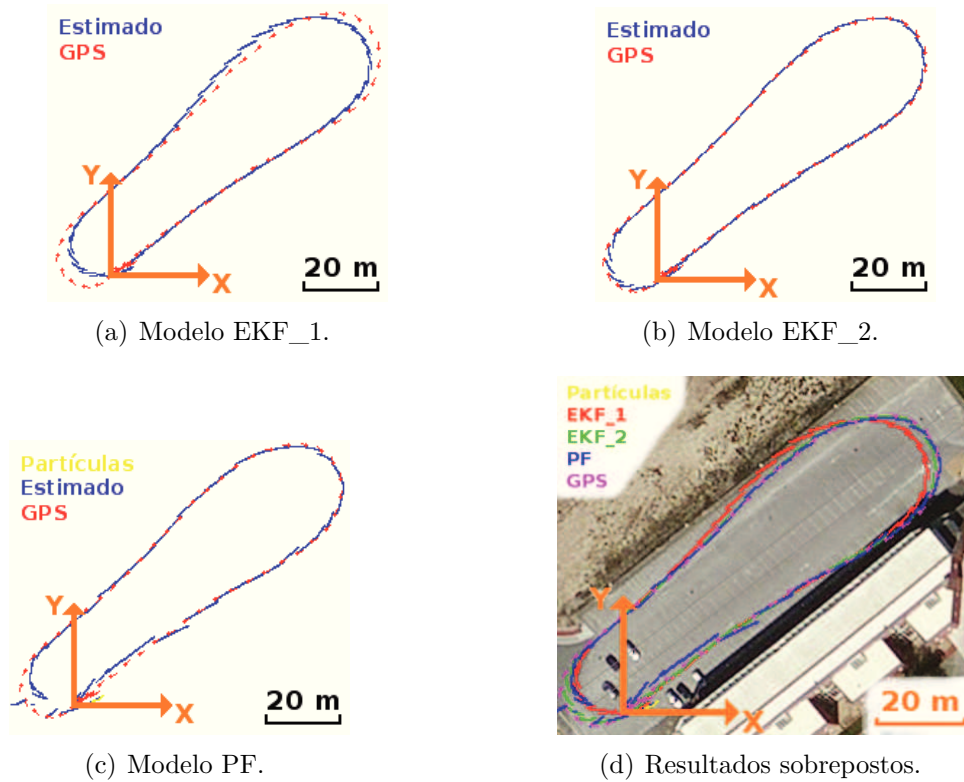 Estimado
GPS
Y
X
20 m
(a) Modelo EKF_1.
Estimado
GPS
Y
X
20 m
(b) Modelo EKF_2.
Partículas
Estimado
GPS
Y
X
20 m
(c) Modelo PF.
Partículas
EKF_1
EKF_2
PF
GPS
Y
X
20 m
(d) Resultados sobrepostos.